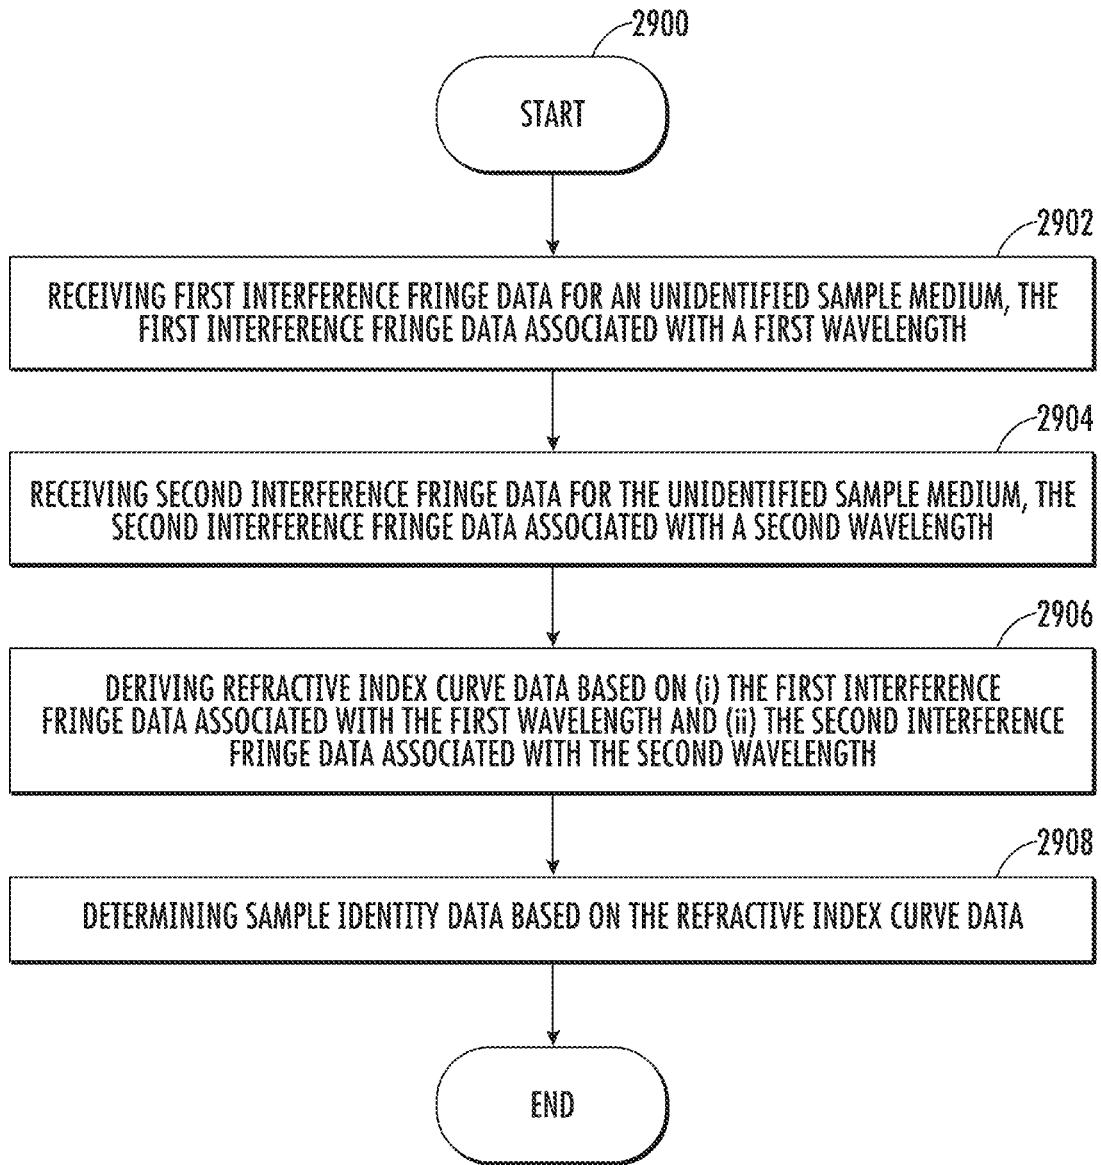 2900
START
2902
RECEIVING FIRST INTERFERENCE FRINGE DATA FOR AN UNIDENTIFIED SAMPLE MEDIUM, THE
FIRST INTERFERENCE FRINGE DATA ASSOCIATED WITH A FIRST WAVELENGTH
2904
RECEIVING SECOND INTERFERENCE FRINGE DATA FOR THE UNIDENTIFIED SAMPLE MEDIUM, THE
SECOND INTERFERENCE FRINGE DATA ASSOCIATED WITH A SECOND WAVELENGTH
2906
DERIVING REFRACTIVE INDEX CURVE DATA BASED ON (i) THE FIRST INTERFERENCE
FRINGE DATA ASSOCIATED WITH THE FIRST WAVELENGTH AND (ii) THE SECOND INTERFERENCE
FRINGE DATA ASSOCIATED WITH THE SECOND WAVELENGTH
2908
DETERMINING SAMPLE IDENTITY DATA BASED ON THE REFRACTIVE INDEX CURVE DATA
END